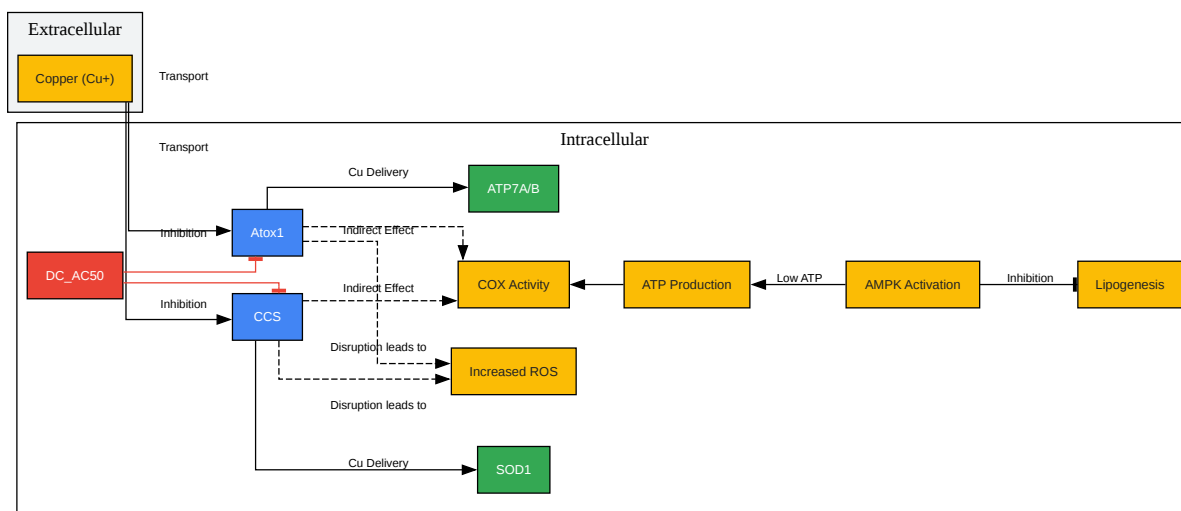 Extracellular
Copper (Cu+)
Transport
Intracellular
Transport
Cu Delivery
ATP7A/B
Atox1
Inhibition
Indirect Effect
DC_AC50
COX Activity
ATP Production
Low ATP
AMPK Activation
Inhibition
Lipogenesis
Indirect Effect
Inhibition
CCS
Disruption leads to
Increased ROS
Disruption leads to
Cu Delivery
SOD1